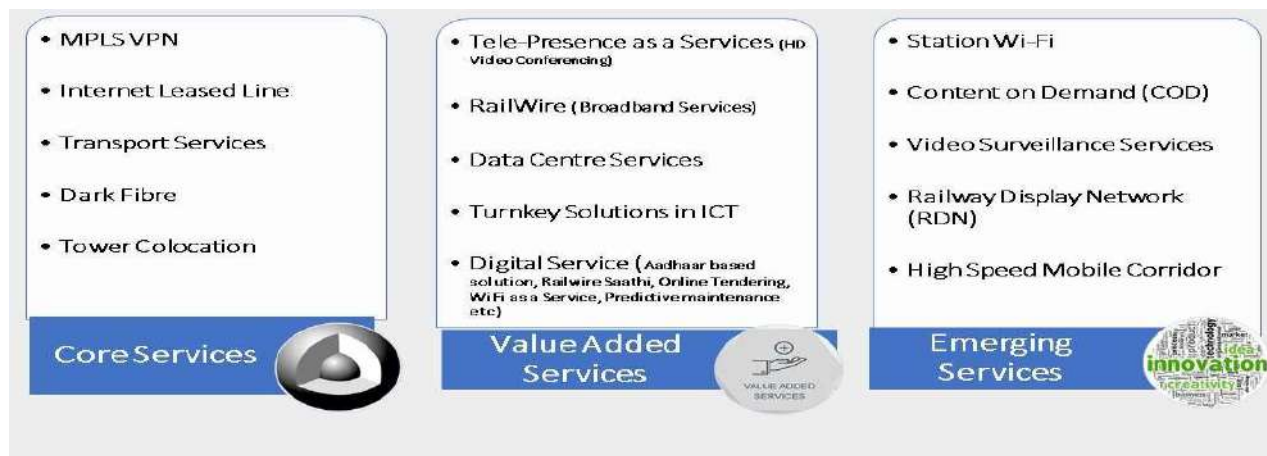 • MPLS VPN
• Internet Leased Line
• Transport Services
• Dark Fibre
• Tower Colocation
Core Services
• Tele-Presence as a Services (HD
Video Conferencing)
• RailWire (Broadband Services)
• Data Centre Services
• Turnkey Solutions in ICT
• Digital Service (Aadhaar based
solution, Railwire Saathi, Online Tendering,
WiFi as a Service, Predictive maintenance
etc)
Value Added
Services
VALUE ADDED
SERVICES
• Station Wi-Fi
• Content on Demand (COD)
• Video Surveillance Services
• Railway Display Network
(RDN)
• High Speed Mobile Corridor
Emerging
Services
technology
market
idea
innovation
creativity
business